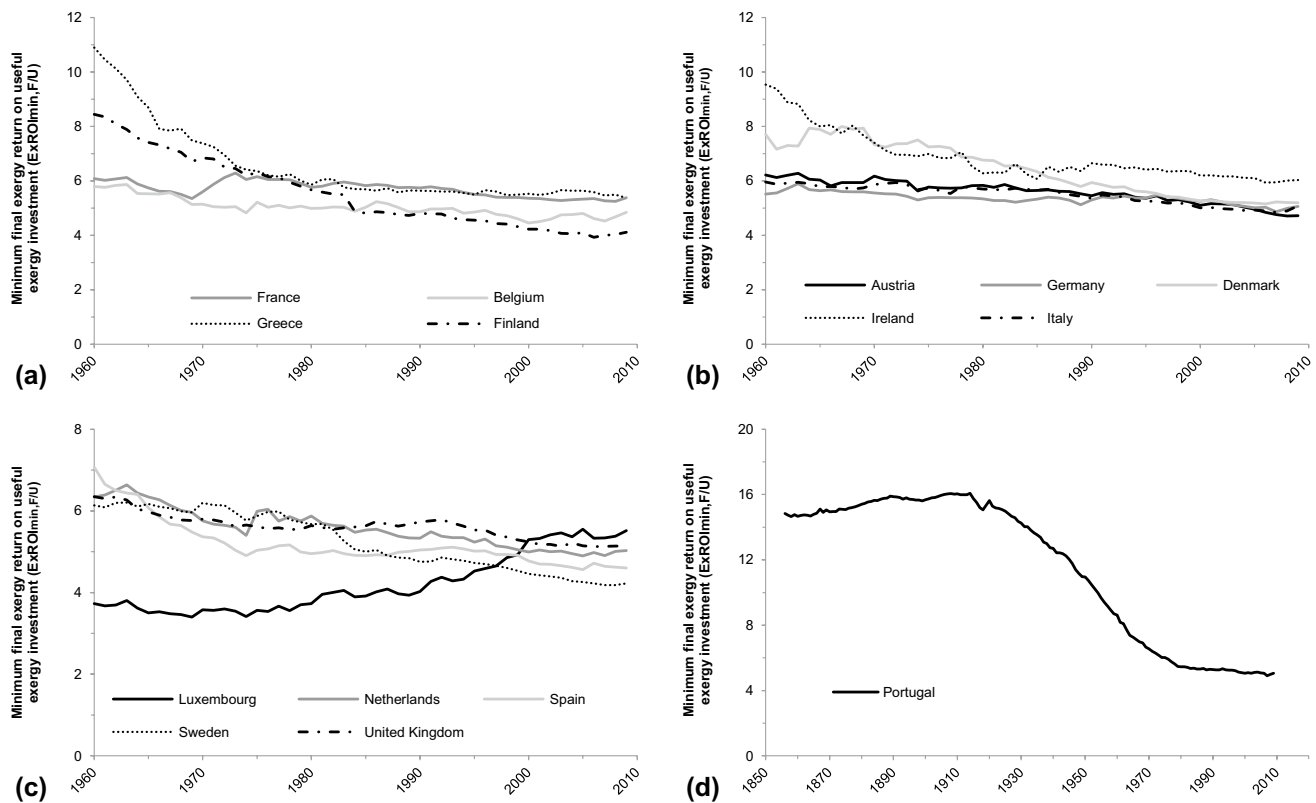 Minimum final exergy return on useful
exergy investment (ExROImin,F/U)
12
10
8
6
4
2
0
France
Belgium
Greece
Finland
1960
1970
1980
1990
2000
2010
(a)
Minimum final exergy return on useful
exergy investment (ExROImin,F/U)
12
10
8
6
4
2
0
Austria
Germany
Denmark
Ireland
Italy
1960
1970
1980
1990
2000
2010
(b)
Minimum final exergy return on useful
exergy investment (ExROImin,F/U)
8
6
4
2
0
Luxembourg
Netherlands
Spain
Sweden
United Kingdom
1960
1970
1980
1990
2000
2010
(c)
Minimum final exergy return on useful
exergy investment (ExROImin,F/U)
20
16
12
8
4
0
Portugal
1850
1870
1890
1910
1930
1950
1970
1990
2010
(d)